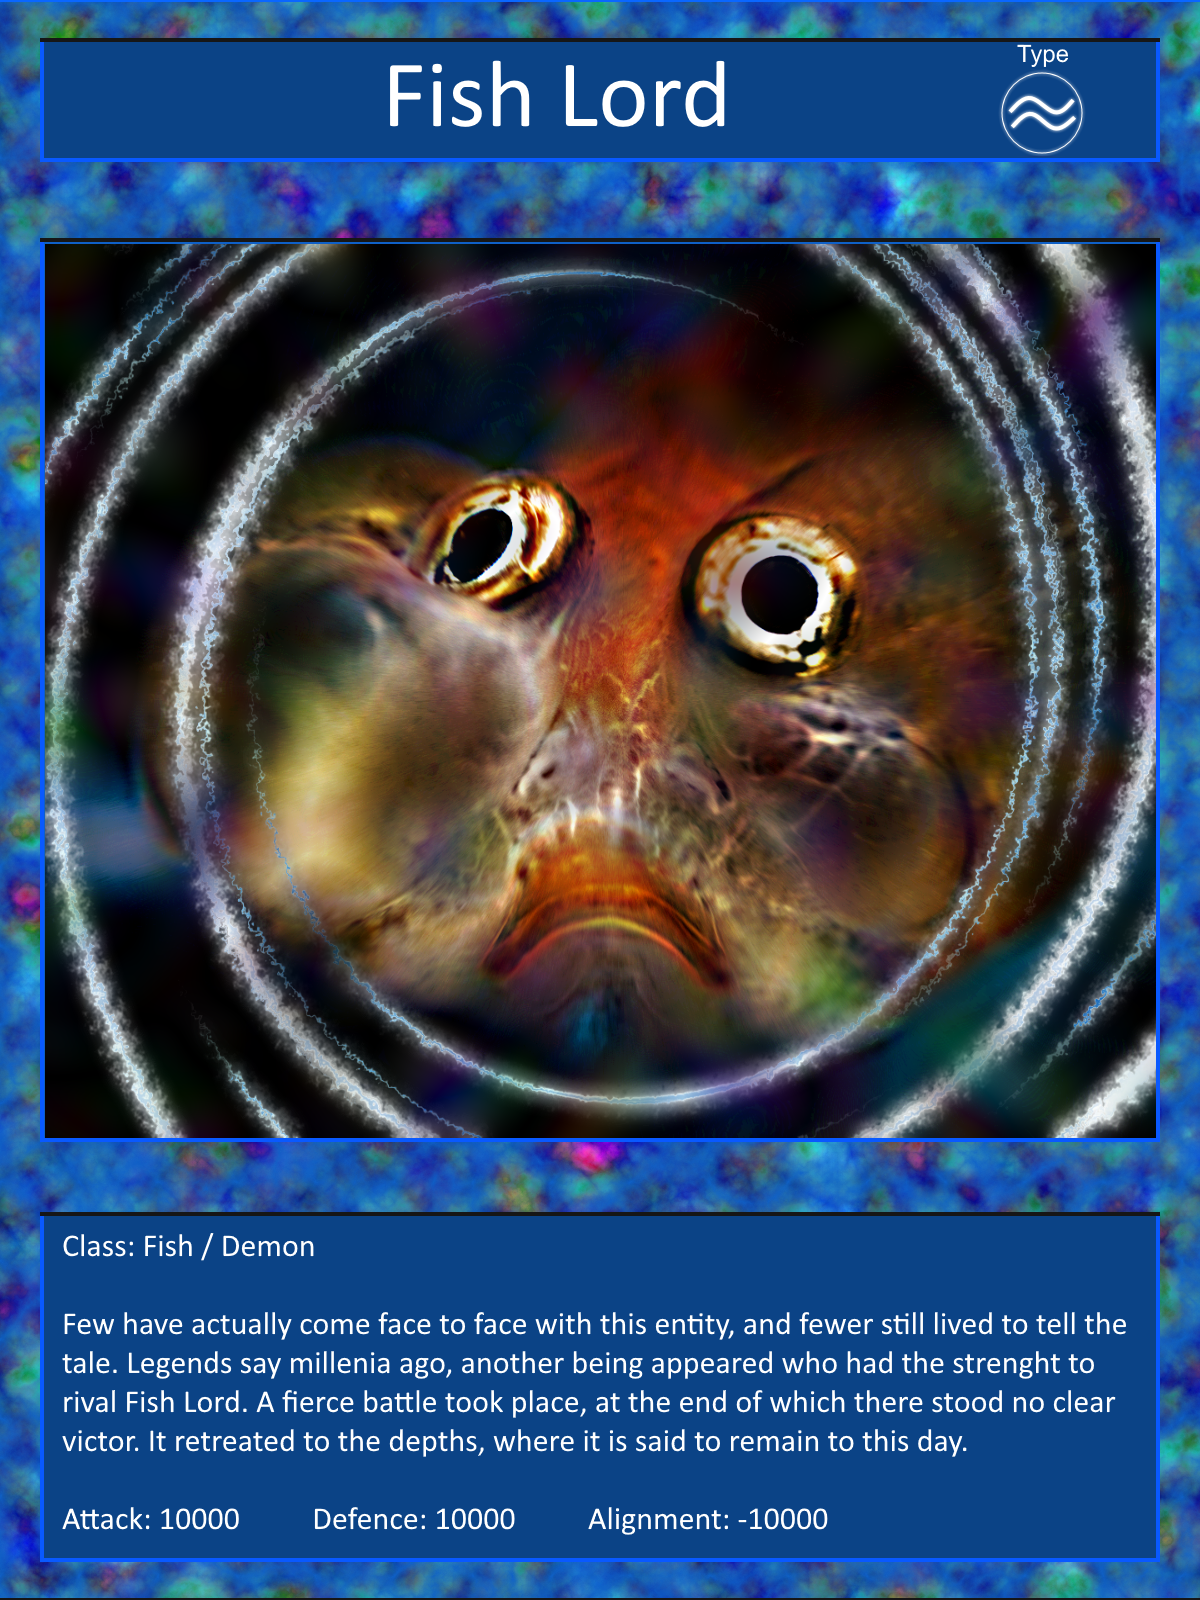 Fish Lord
Type
Class: Fish / Demon
Few have actually come face to face with this entity, and fewer still lived to tell the
tale. Legends say millenia ago, another being appeared who had the strenght to
rival Fish Lord. A fierce battle took place, at the end of which there stood no clear
victor. It retreated to the depths, where it is said to remain to this day.
Attack: 10000 Defence: 10000 Alignment: -10000